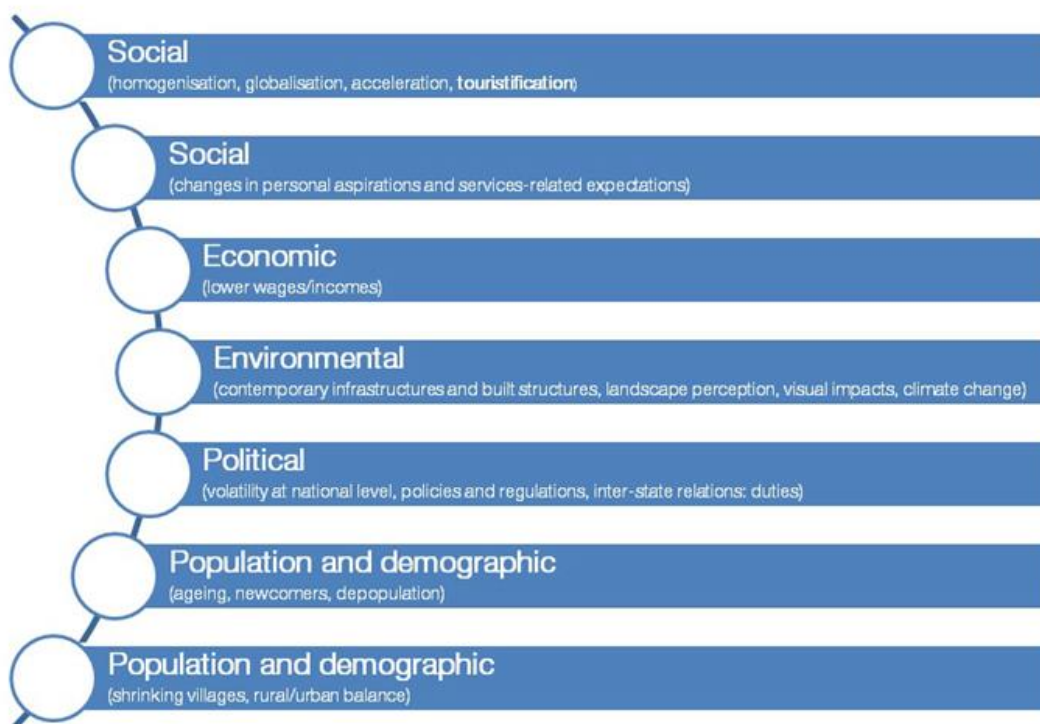 Social
(homogenisation, globalisation, acceleration, touristification)
Social
(changes in personal aspirations and services-related expectations)
Economic
(lower wages/incomes)
Environmental
(contemporary infrastructures and built structures, landscape perception, visual impacts, climate change)
Political
(volatility at national level, policies and regulations, inter-state relations: duties)
Population and demographic
(ageing, newcomers, depopulation)
Population and demographic
(shrinking villages, rural/urban balance)